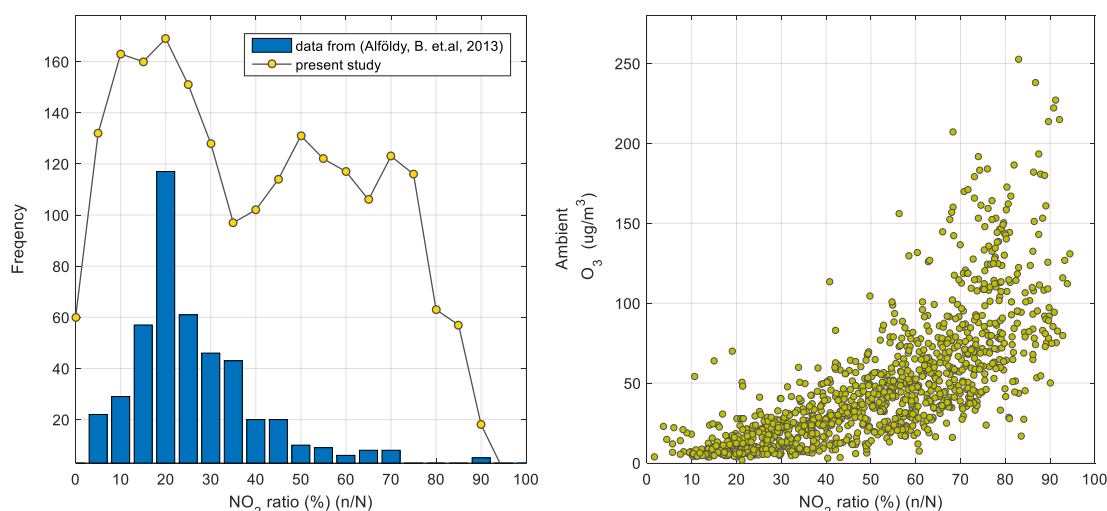 160
140
120
100
80
60
40
20
Freqency
data from (Alföldy, B. et.al, 2013)
present study
0 10 20 30 40 50 60 70 80 90 100
NO2 ratio (%) (n/N)
250
200
150
100
50
0
Ambient
O3 (ug/m3)
0 10 20 30 40 50 60 70 80 90 100
NO2 ratio (%) (n/N)